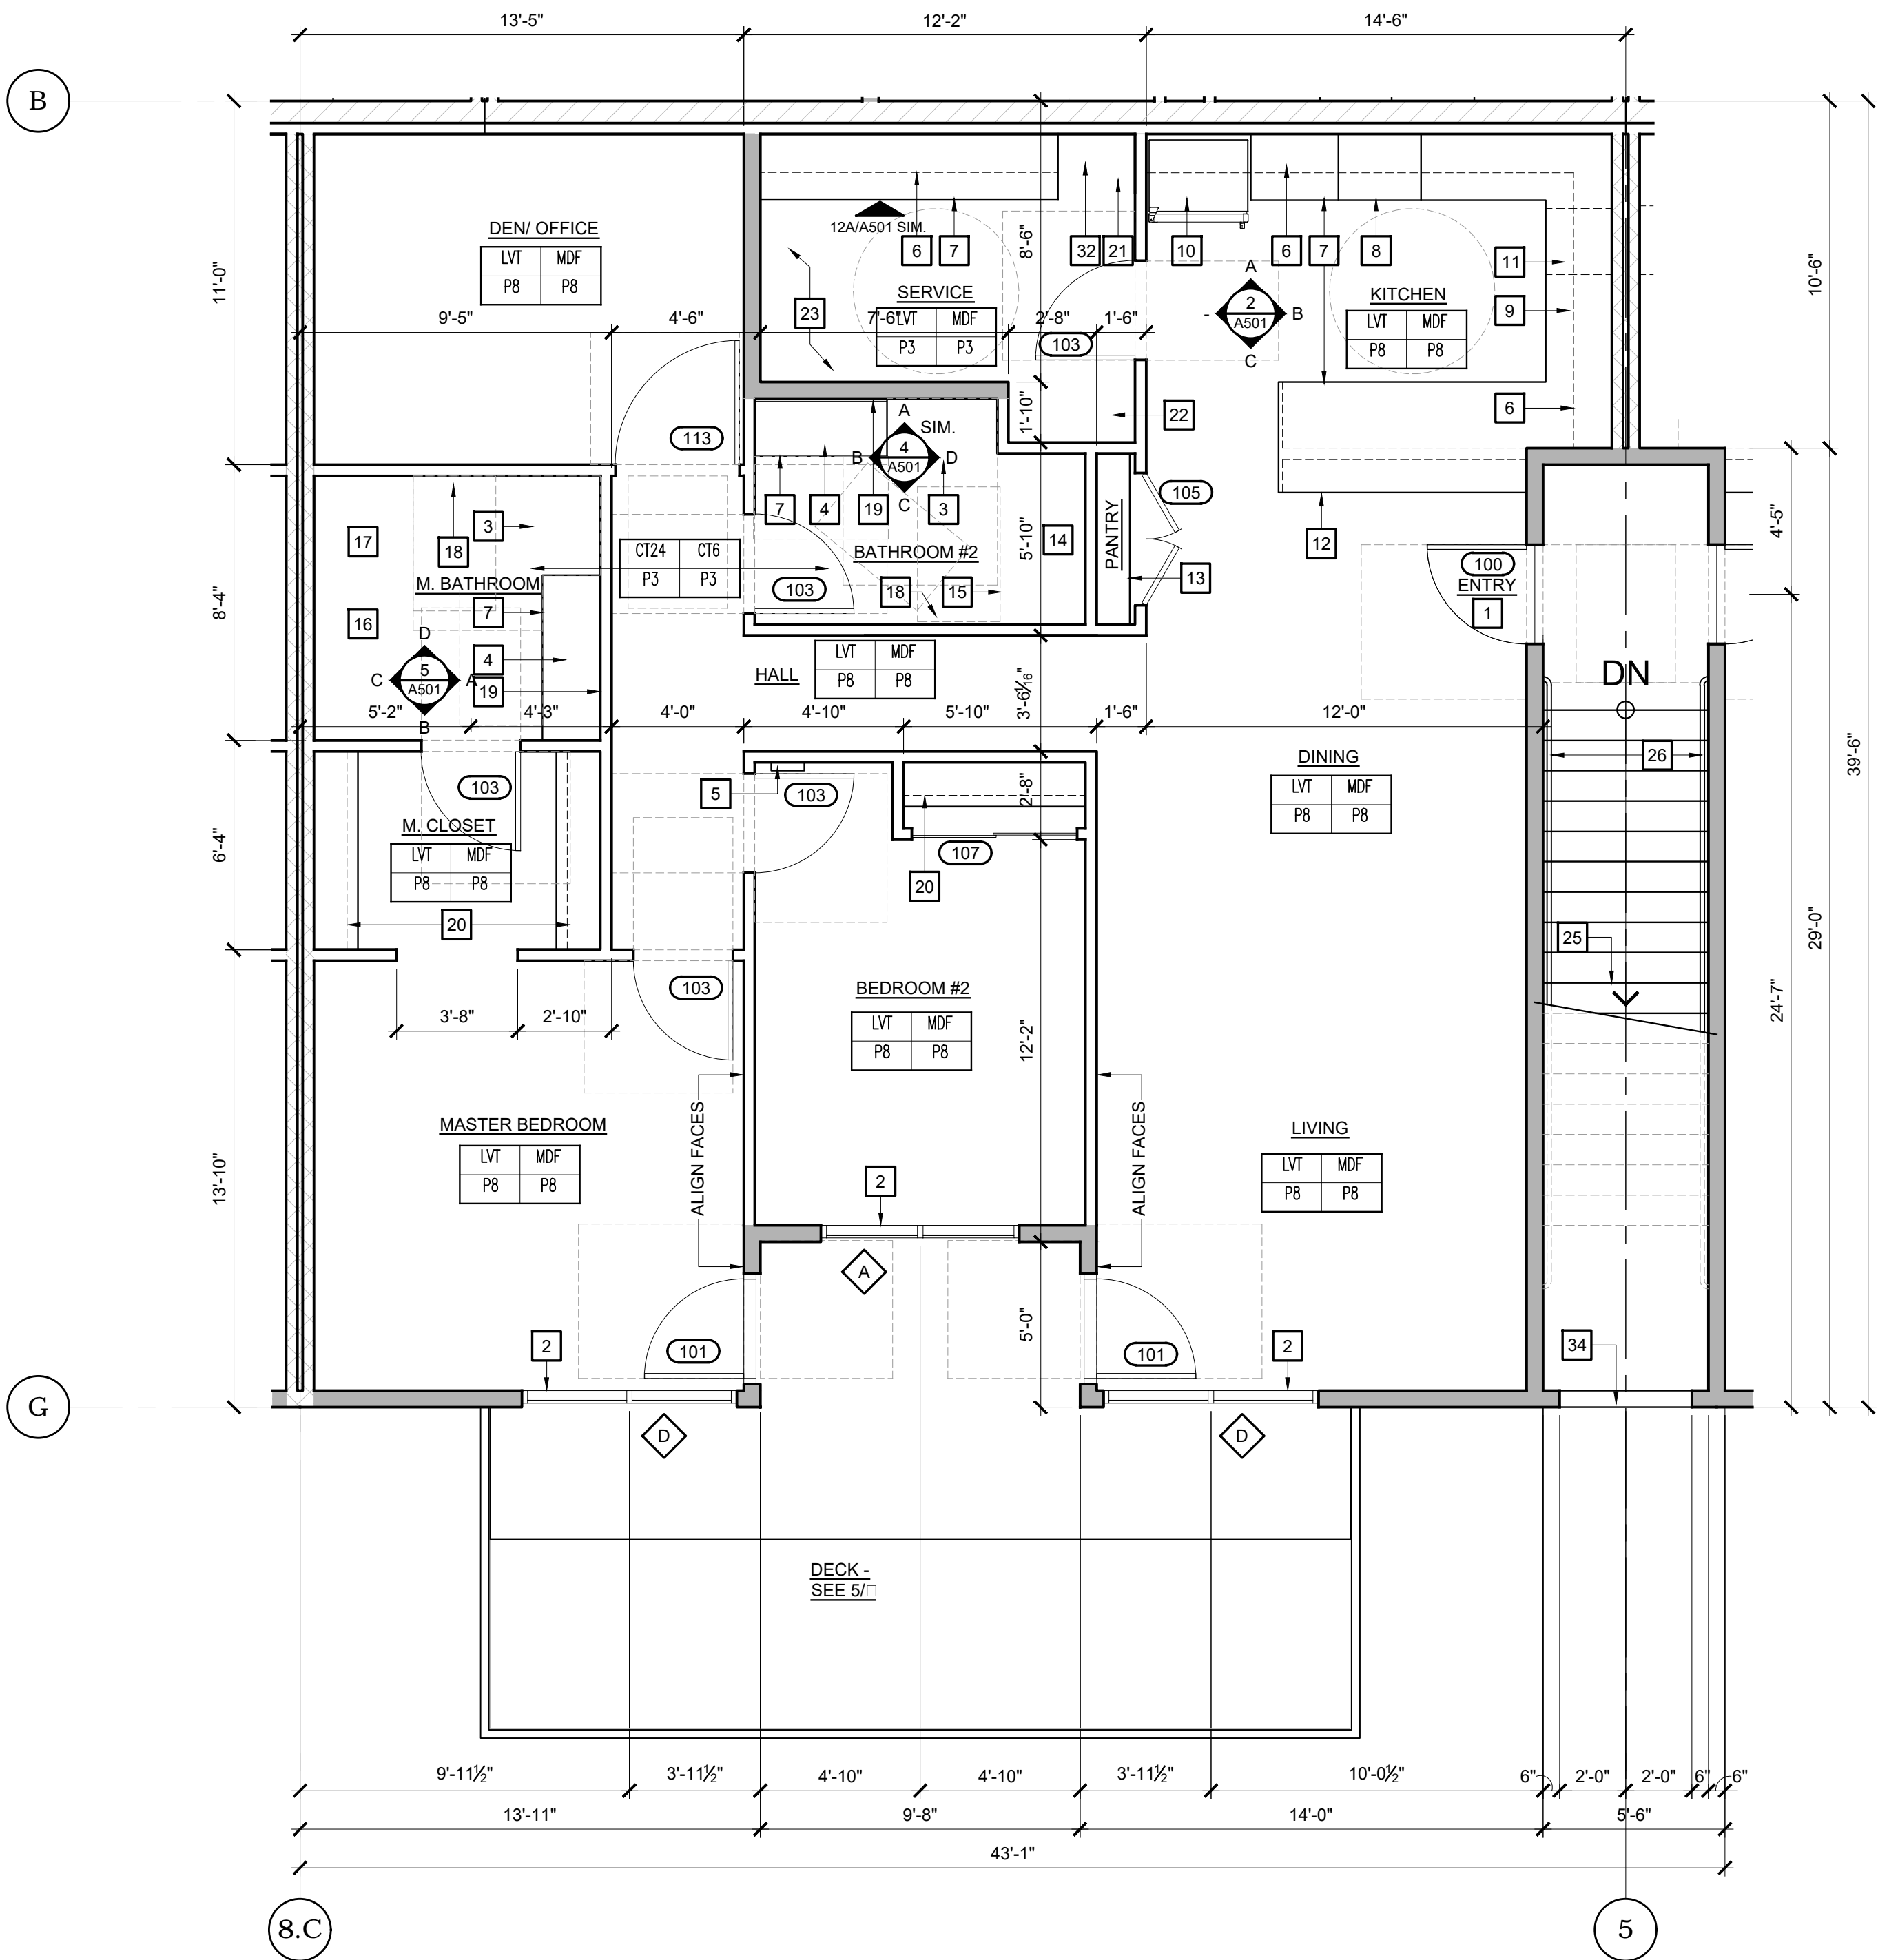 13'-5"
12'-2"
14'-6"
B
DEN/ OFFICE
LVT MDF
P8 P8
12A/A501 SIM.
6
7
8'-6"
32
21
10
6
7
8
11
9
A
2
A501
-
B
C
KITCHEN
LVT MDF
P8 P8
SERVICE
LVT MDF
P3 P3
23
11'-0"
10'-6"
9'-5"
4'-6"
7'-6"
2'-8"
1'-6"
103
113
1'-10"
22
6
A
SIM.
4
A501
B
D
C
7
4
19
3
105
12
PANTRY
13
14
5'-10"
BATHROOM #2
103
18
15
CT24 CT6
P3 P3
17
18
3
M. BATHROOM
7
16
4
19
D
5
A501
C
A
B
8'-4"
100
ENTRY
1
4'-5"
DN
HALL
LVT MDF
P8 P8
3'-6 1/16"
5'-2"
4'-3"
4'-0"
4'-10"
5'-10"
1'-6"
12'-0"
39'-6"
26
DINING
LVT MDF
P8 P8
5
103
2'-8"
107
20
103
M. CLOSET
LVT MDF
P8 P8
20
6'-4"
29'-0"
25
103
24'-7"
3'-8"
2'-10"
BEDROOM #2
LVT MDF
P8 P8
12'-2"
ALIGN FACES
ALIGN FACES
MASTER BEDROOM
LVT MDF
P8 P8
LIVING
LVT MDF
P8 P8
13'-10"
2
A
5'-0"
2
101
101
2
34
G
D
D
DECK -
SEE 5/
9'-11½"
3'-11½"
4'-10"
4'-10"
3'-11½"
10'-0½"
6"
2'-0"
2'-0"
6"
6"
13'-11"
9'-8"
14'-0"
5'-6"
43'-1"
8.C
5